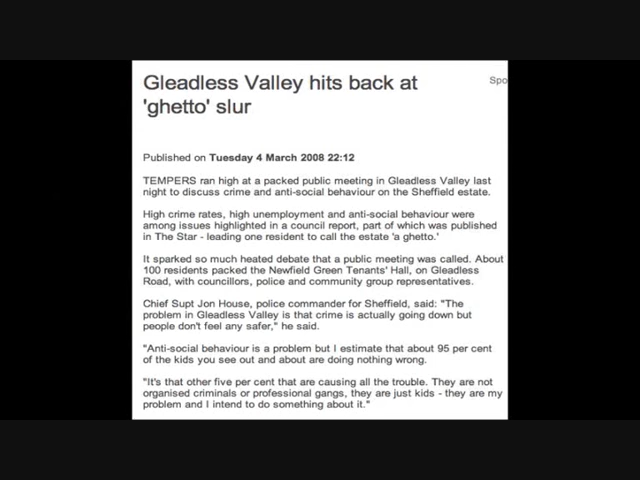 Gleadless Valley hits back at
'ghetto' slur
Spo
Published on Tuesday 4 March 2008 22:12
TEMPERS ran high at a packed public meeting in Gleadless Valley last
night to discuss crime and anti-social behaviour on the Sheffield estate.
High crime rates, high unemployment and anti-social behaviour were
among issues highlighted in a council report, part of which was published
in The Star - leading one resident to call the estate 'a ghetto.'
It sparked so much heated debate that a public meeting was called. About
100 residents packed the Newfield Green Tenants' Hall, on Gleadless
Road, with councillors, police and community group representatives.
Chief Supt Jon House, police commander for Sheffield, said: "The
problem in Gleadless Valley is that crime is actually going down but
people don't feel any safer," he said.
"Anti-social behaviour is a problem but I estimate that about 95 per cent
of the kids you see out and about are doing nothing wrong.
"It's that other five per cent that are causing all the trouble. They are not
organised criminals or professional gangs, they are just kids - they are my
problem and I intend to do something about it."